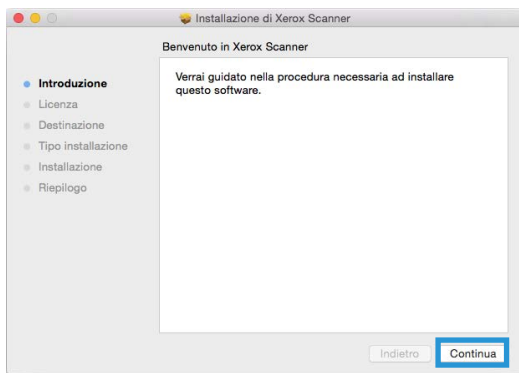 Installazione di Xerox Scanner
Benvenuto in Xerox Scanner
Introduzione
Licenza
Destinazione
Tipo installazione
Installazione
Riepilogo
Verrai guidato nella procedura necessaria ad installare
questo software.
Indietro
Continua